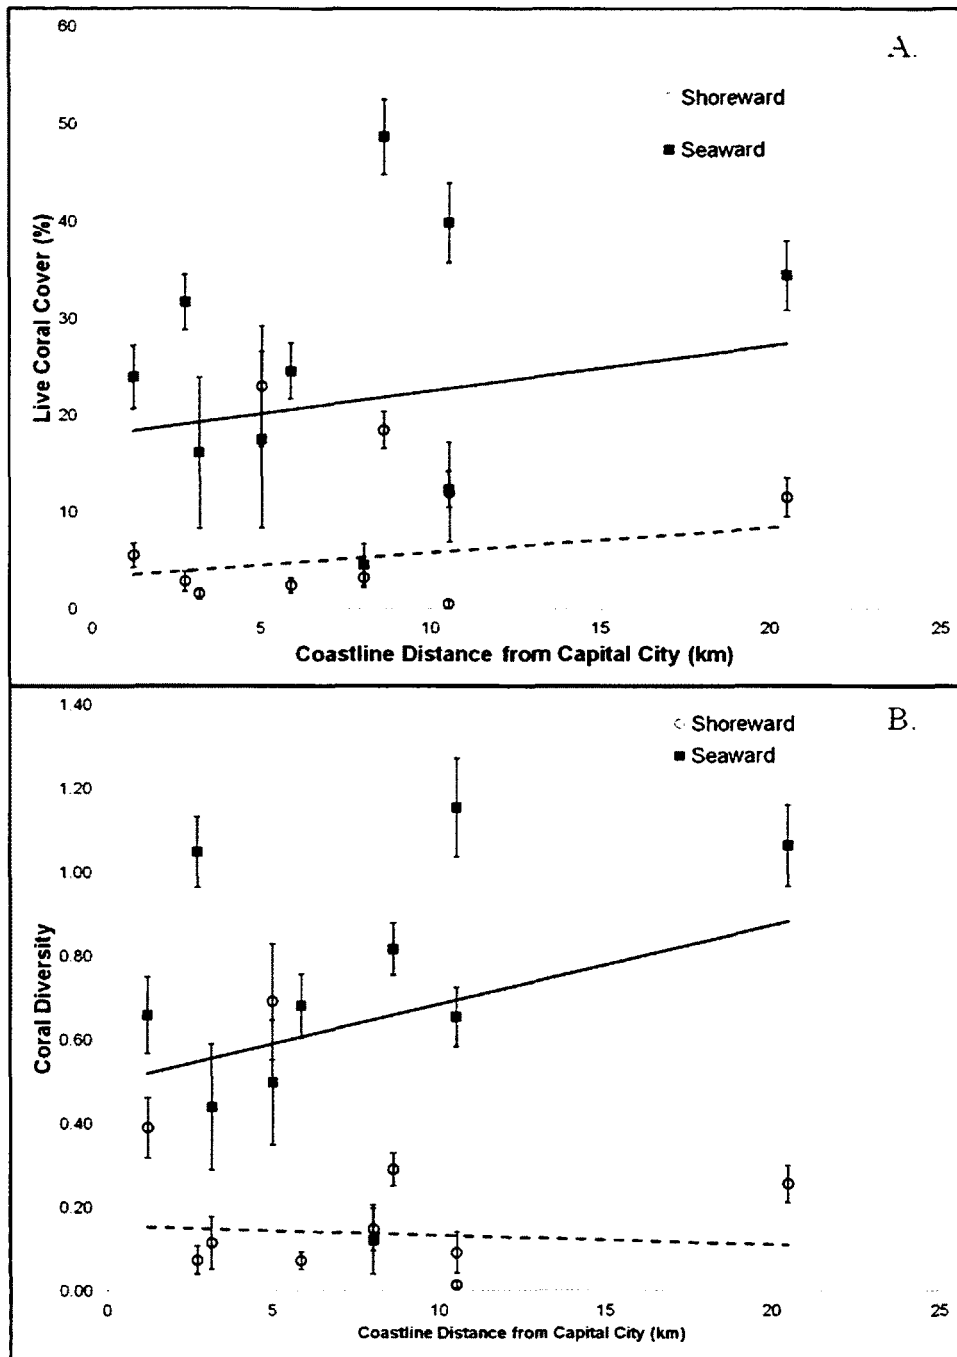 60
A.
Shoreward
50
Seaward
40
Live Coral Cover (%)
30
20
10
0
0 5 10 15 20 25
Coastline Distance from Capital City (km)
1.40
B.
Shoreward
Seaward
1.20
1.00
0.80
Coral Diversity
0.60
0.40
0.20
0.00
0 5 10 15 20 25
Coastline Distance from Capital City (km)